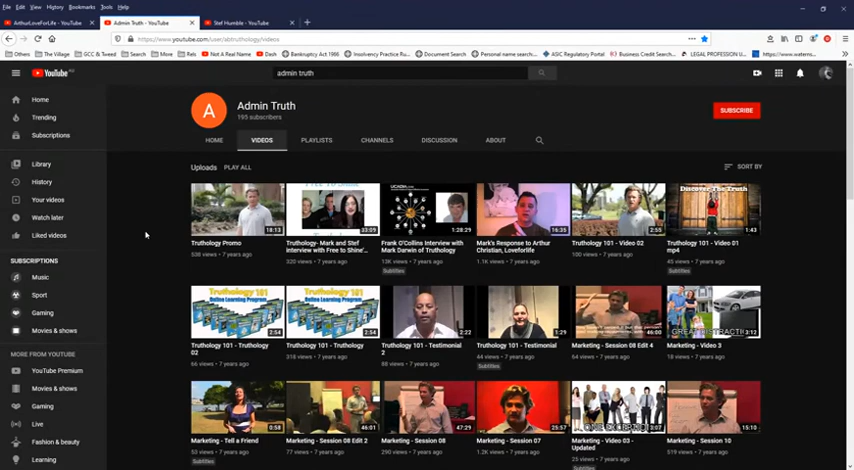 File Edit View History Bookmarks Tools Help
ArthurLoveForLife - YouTube
Admin Truth - YouTube
Stef Humble - YouTube
https://www.youtube.com/user/abtruthology/videos
Others
The Village
GCC & Tweed
Search
More
Banks
Not A Real Name
Dash
Bankruptcy Act 1966
Insolvency Practice Ru...
Document Search
Personal name search...
ASIC Regulatory Portal
Business Credit Search...
LEGAL PROFESSION U...
https://www.waterns...
YouTube
admin truth
Home
Trending
Subscriptions
Library
History
Your videos
Watch later
Liked videos
SUBSCRIPTIONS
Music
Sport
Gaming
Movies & shows
MORE FROM YOUTUBE
YouTube Premium
Movies & shows
Gaming
Live
Fashion & beauty
Learning
A
Admin Truth
195 subscribers
SUBSCRIBE
HOME VIDEOS PLAYLISTS CHANNELS DISCUSSION ABOUT
Uploads PLAY ALL
SORT BY
18:13
Truthology Promo
538 views • 7 years ago
33:09
Truthology- Mark and Stef
interview with Free to Shine'...
320 views • 7 years ago
1:28:29
Frank O'Collins Interview with
Mark Darwin of Truthology
13K views • 7 years ago
Subtitles
16:35
Mark's Response to Arthur
Christian, Loveforlife
1.1K views • 7 years ago
2:55
Truthology 101 - Video 02
100 views • 7 years ago
Discover The Truth
1:43
Truthology 101 - Video 01
mp4
45 views • 7 years ago
Subtitles
Truthology 101
Online Learning Program
2:54
Truthology 101 - Truthology
02
66 views • 7 years ago
Truthology 101
Online Learning Program
2:54
Truthology 101 - Truthology
318 views • 7 years ago
2:22
Truthology 101 - Testimonial
2
88 views • 7 years ago
1:29
Truthology 101 - Testimonial
44 views • 7 years ago
Subtitles
46:00
Marketing - Session 08 Edit 4
GREAT DISTRACTI
3:12
Marketing - Video 3
0:58
Marketing - Tell a Friend
53 views • 7 years ago
Subtitles
46:01
Marketing - Session 08 Edit 2
77 views • 7 years ago
47:29
Marketing - Session 08
290 views • 7 years ago
25:57
Marketing - Session 07
1.2K views • 7 years ago
3:07
Marketing - Video 03 -
Updated
25 views • 7 years ago
15:10
Marketing - Session 10
519 views • 7 years ago